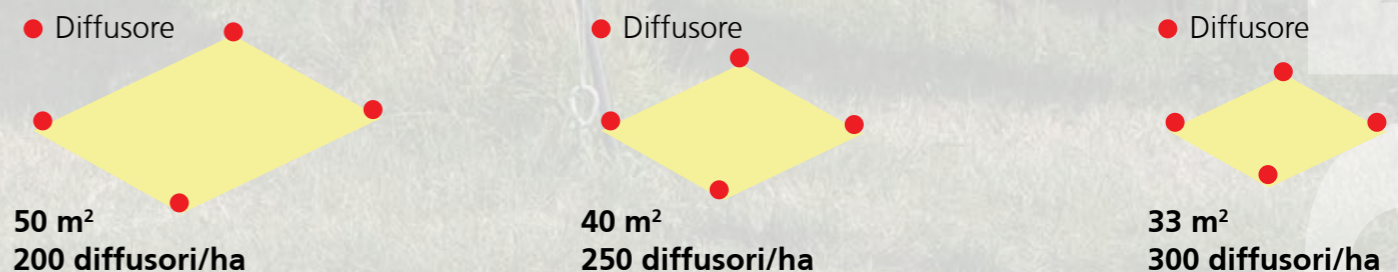 Diffusore
50 m²
200 diffusori/ha
Diffusore
40 m²
250 diffusori/ha
Diffusore
33 m²
300 diffusori/ha